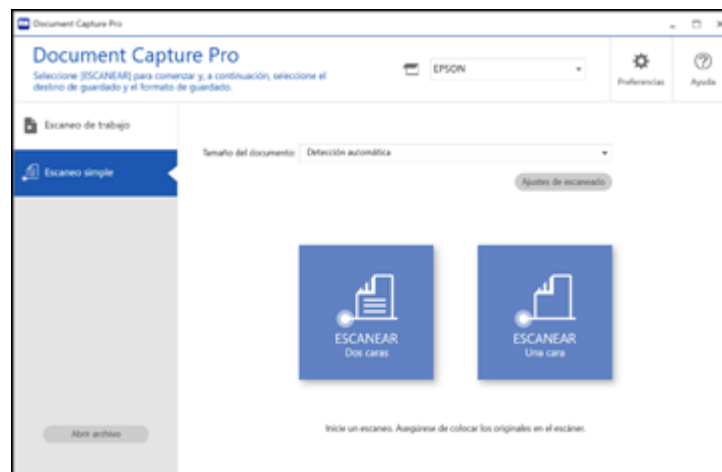 Document Capture Pro
Document Capture Pro
Seleccione [ESCANEAR] para comenzar y, a continuación, seleccione el
destino de guardado y el formato de guardado.
EPSON
Preferencias
Ayuda
Escaneo de trabajo
Escaneo simple
Tamaño del documento:
Detección automática
Ajustes de escaneado
ESCANEAR
Dos caras
ESCANEAR
Una cara
Inicie un escaneo. Asegúrese de colocar los originales en el escáner.
Abrir archivo